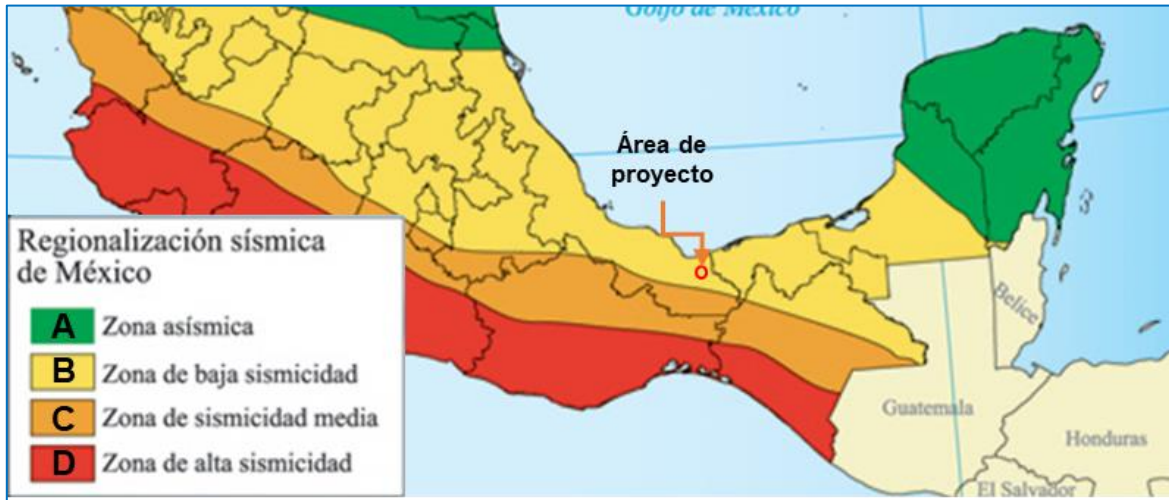 Golfo de México
Área de
proyecto
Regionalización sísmica
de México
A Zona asísmica
B Zona de baja sismicidad
C Zona de sismicidad media
D Zona de alta sismicidad
Belice
Guatemala
Honduras
El Salvador